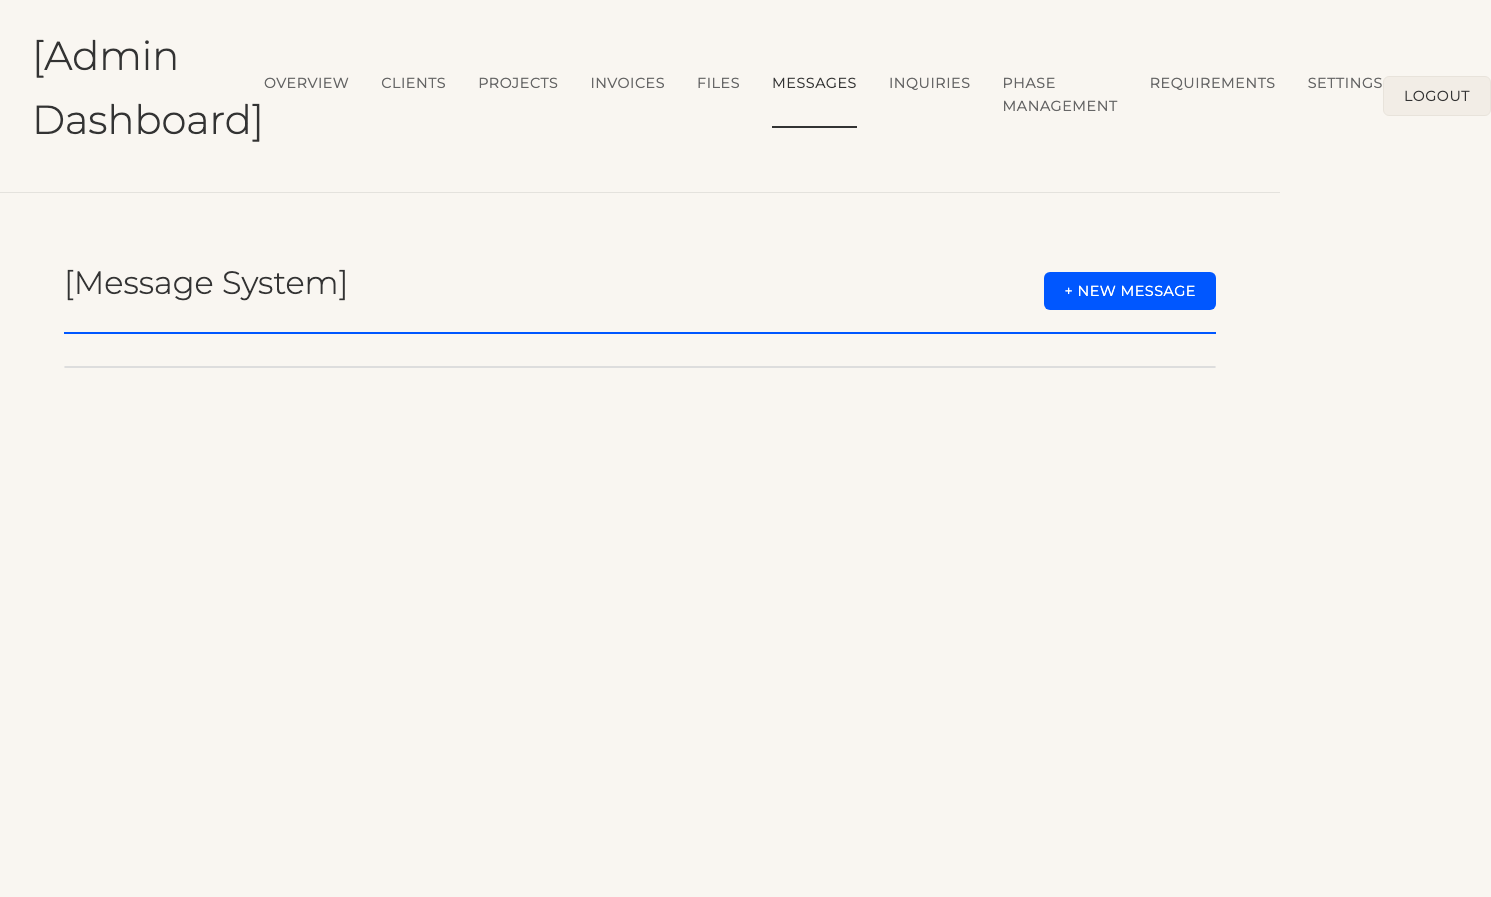 [Admin
Dashboard]
OVERVIEW CLIENTS PROJECTS INVOICES FILES MESSAGES INQUIRIES PHASE MANAGEMENT REQUIREMENTS SETTINGS LOGOUT
[Message System]
+ NEW MESSAGE